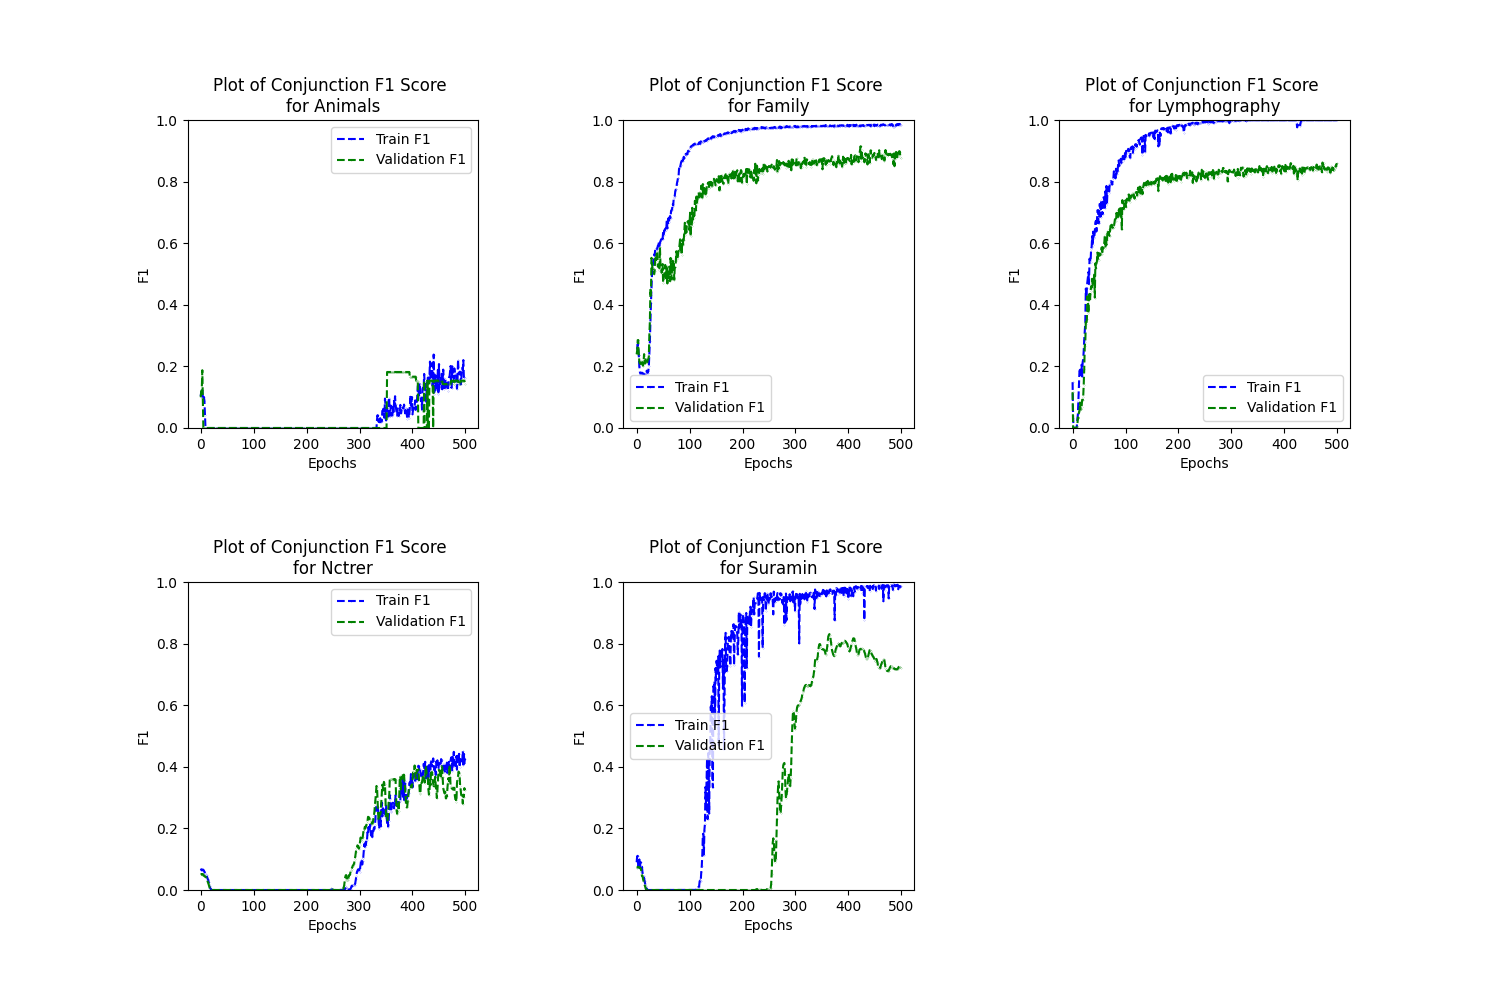 Plot of Conjunction F1 Score
for Animals
Train F1
Validation F1
1.0
0.8
0.6
0.4
0.2
0.0
F1
0 100 200 300 400 500
Epochs
Plot of Conjunction F1 Score
for Family
Train F1
Validation F1
1.0
0.8
0.6
0.4
0.2
0.0
F1
0 100 200 300 400 500
Epochs
Plot of Conjunction F1 Score
for Lymphography
Train F1
Validation F1
1.0
0.8
0.6
0.4
0.2
0.0
F1
0 100 200 300 400 500
Epochs
Plot of Conjunction F1 Score
for Nctrer
Train F1
Validation F1
1.0
0.8
0.6
0.4
0.2
0.0
F1
0 100 200 300 400 500
Epochs
Plot of Conjunction F1 Score
for Suramin
Train F1
Validation F1
1.0
0.8
0.6
0.4
0.2
0.0
F1
0 100 200 300 400 500
Epochs